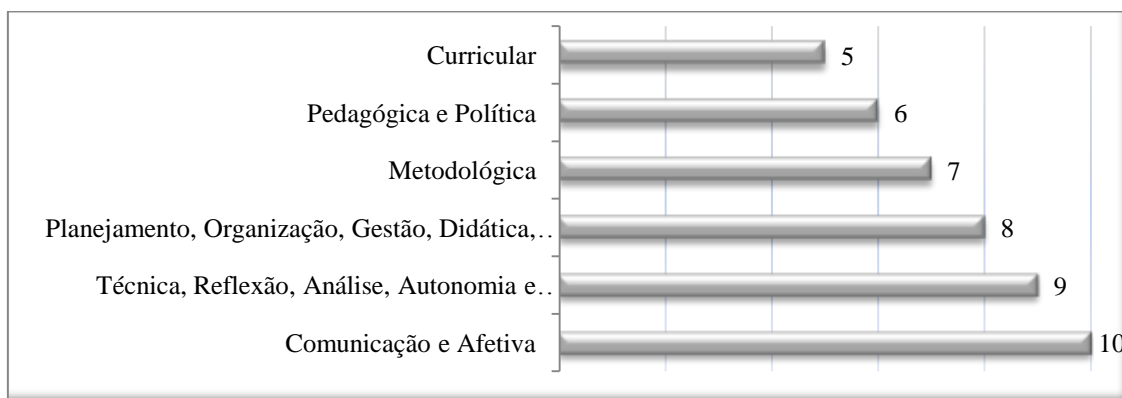 Curricular 5
Pedagógica e Política 6
Metodológica 7
Planejamento, Organização, Gestão, Didática,.. 8
Técnica, Reflexão, Análise, Autonomia e.. 9
Comunicação e Afetiva 10